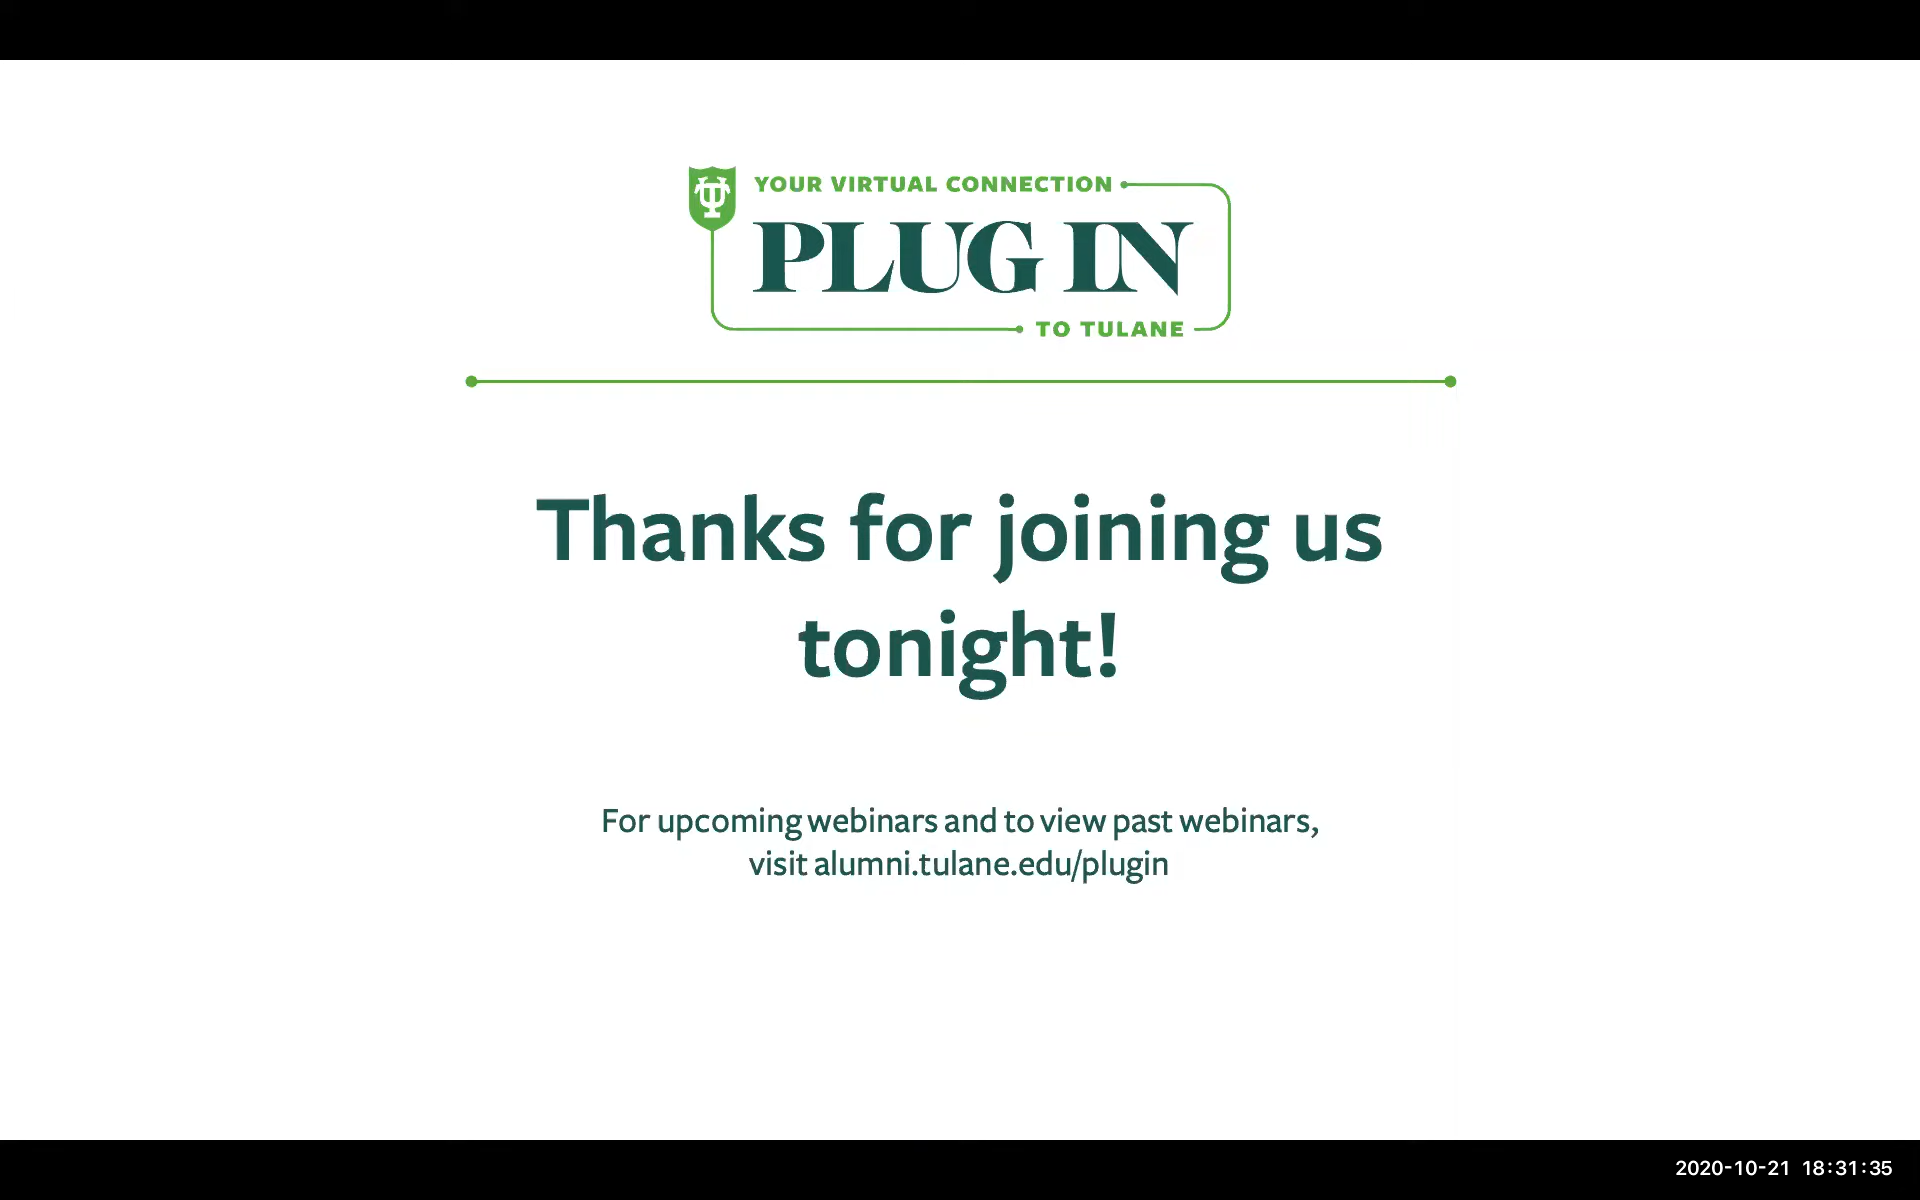 YOUR VIRTUAL CONNECTION
PLUG IN
TO TULANE
Thanks for joining us
tonight!
For upcoming webinars and to view past webinars,
visit alumni.tulane.edu/plugin
2020-10-21 18:31:35